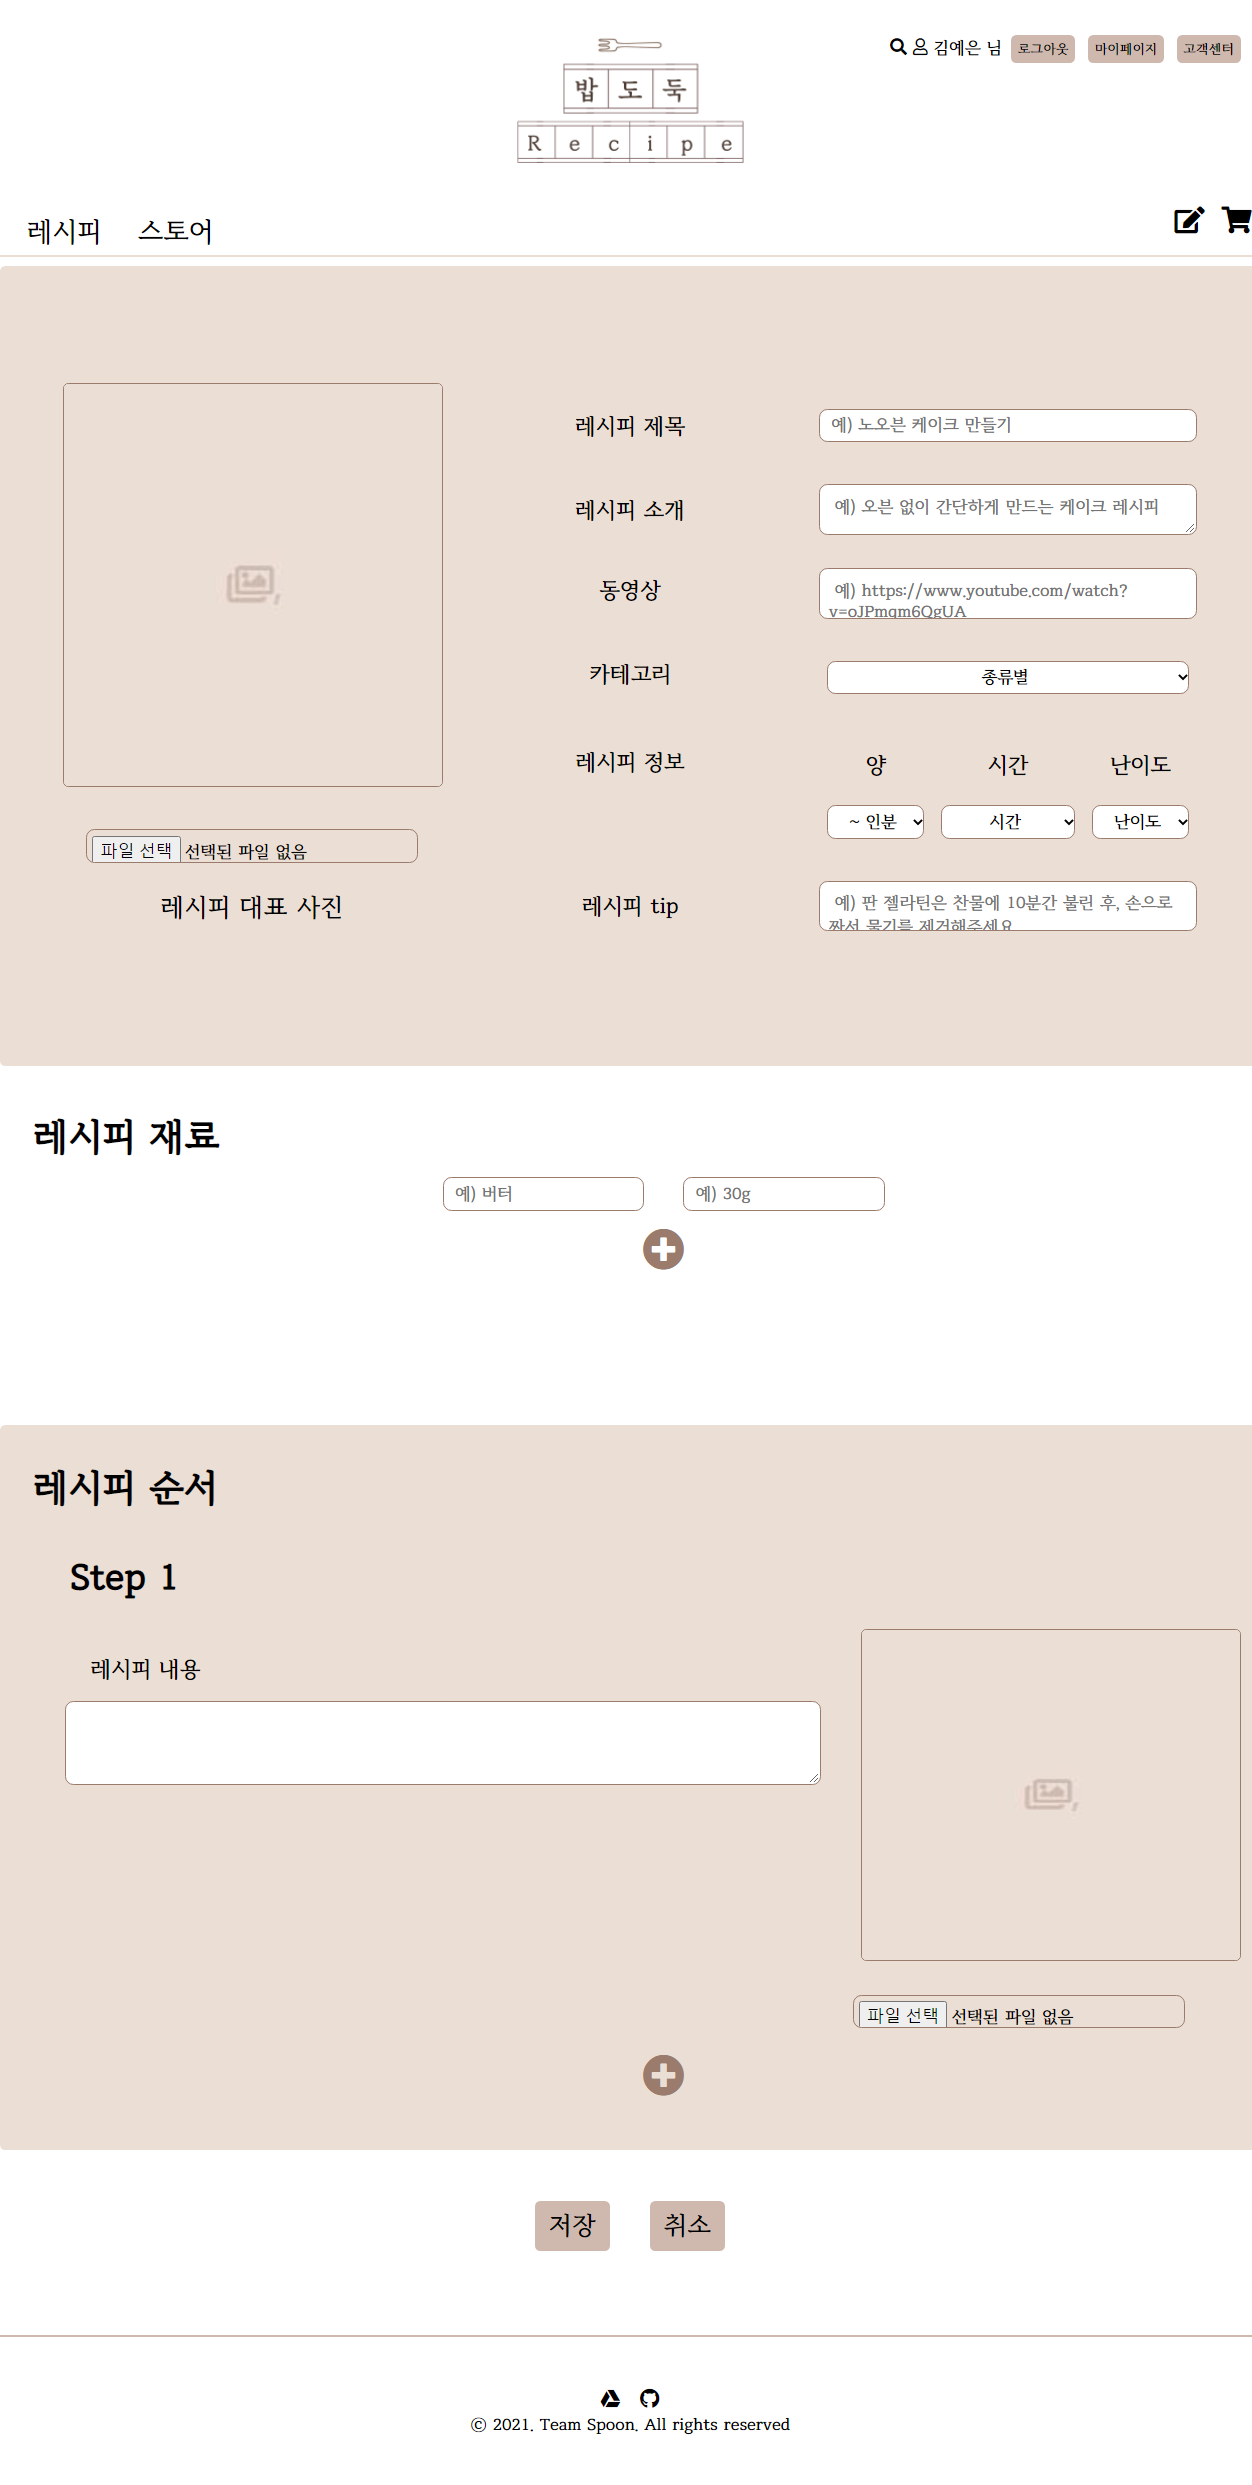 김예은 님 로그아웃 마이페이지 고객센터
밥도둑
Recipe
레시피 스토어
레시피 제목
예) 노오븐 케이크 만들기
레시피 소개
예) 오븐 없이 간단하게 만드는 케이크 레시피
동영상
예) https://www.youtube.com/watch?
v=oJPmqm6QgUA
카테고리
종류별
레시피 정보
양 시간 난이도
~ 인분 시간 난이도
파일 선택 선택된 파일 없음
레시피 대표 사진
레시피 tip
예) 판 젤라틴은 찬물에 10분간 불린 후, 손으로
짜서 물기를 제거해주세요
레시피 재료
예) 버터 예) 30g
레시피 순서
Step 1
레시피 내용
파일 선택 선택된 파일 없음
저장 취소
ⓒ 2021. Team Spoon. All rights reserved